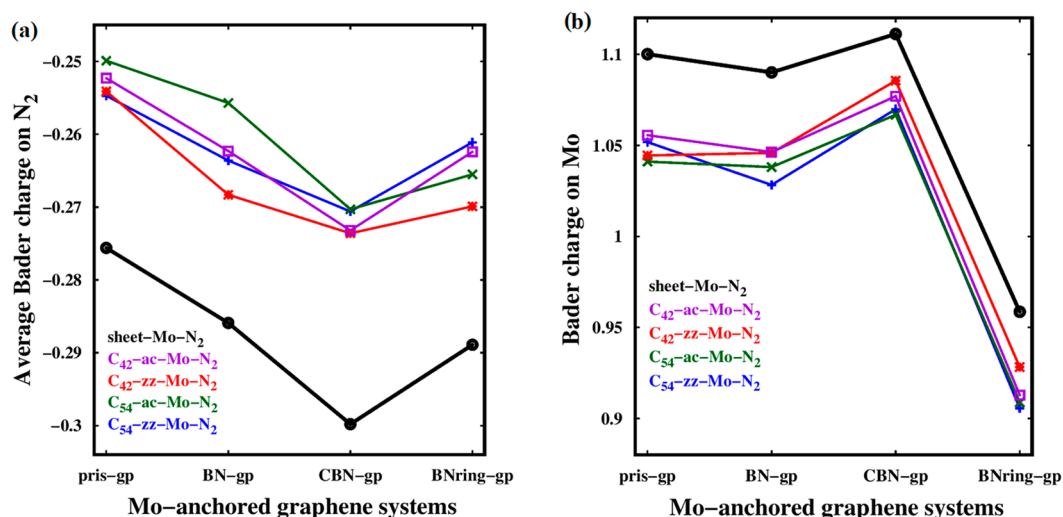 (a)
Average Bader charge on N₂
−0.25
−0.26
−0.27
−0.28
−0.29
−0.3
sheet−Mo−N₂
C₄₂−ac−Mo−N₂
C₄₂−zz−Mo−N₂
C₅₄−ac−Mo−N₂
C₅₄−zz−Mo−N₂
pris−gp BN−gp CBN−gp BNring−gp
Mo−anchored graphene systems
(b)
Bader charge on Mo
1.1
1.05
1
0.95
0.9
sheet−Mo−N₂
C₄₂−ac−Mo−N₂
C₄₂−zz−Mo−N₂
C₅₄−ac−Mo−N₂
C₅₄−zz−Mo−N₂
pris−gp BN−gp CBN−gp BNring−gp
Mo−anchored graphene systems